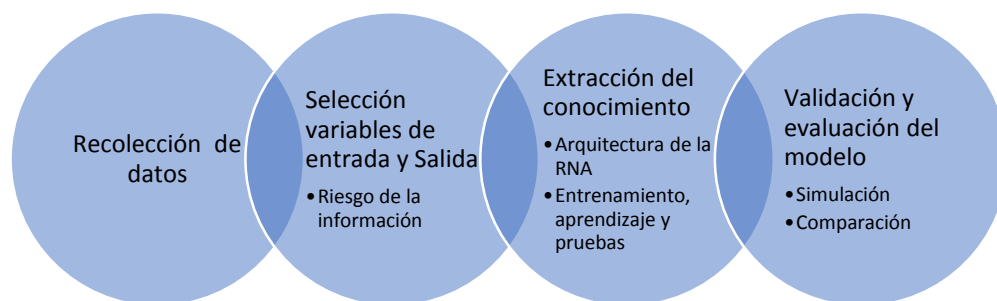 Recolección de
datos
Selección
variables de
entrada y Salida
•Riesgo de la
información
Extracción del
conocimiento
•Arquitectura de la
RNA
•Entrenamiento,
aprendizaje y
pruebas
Validación y
evaluación del
modelo
•Simulación
•Comparación